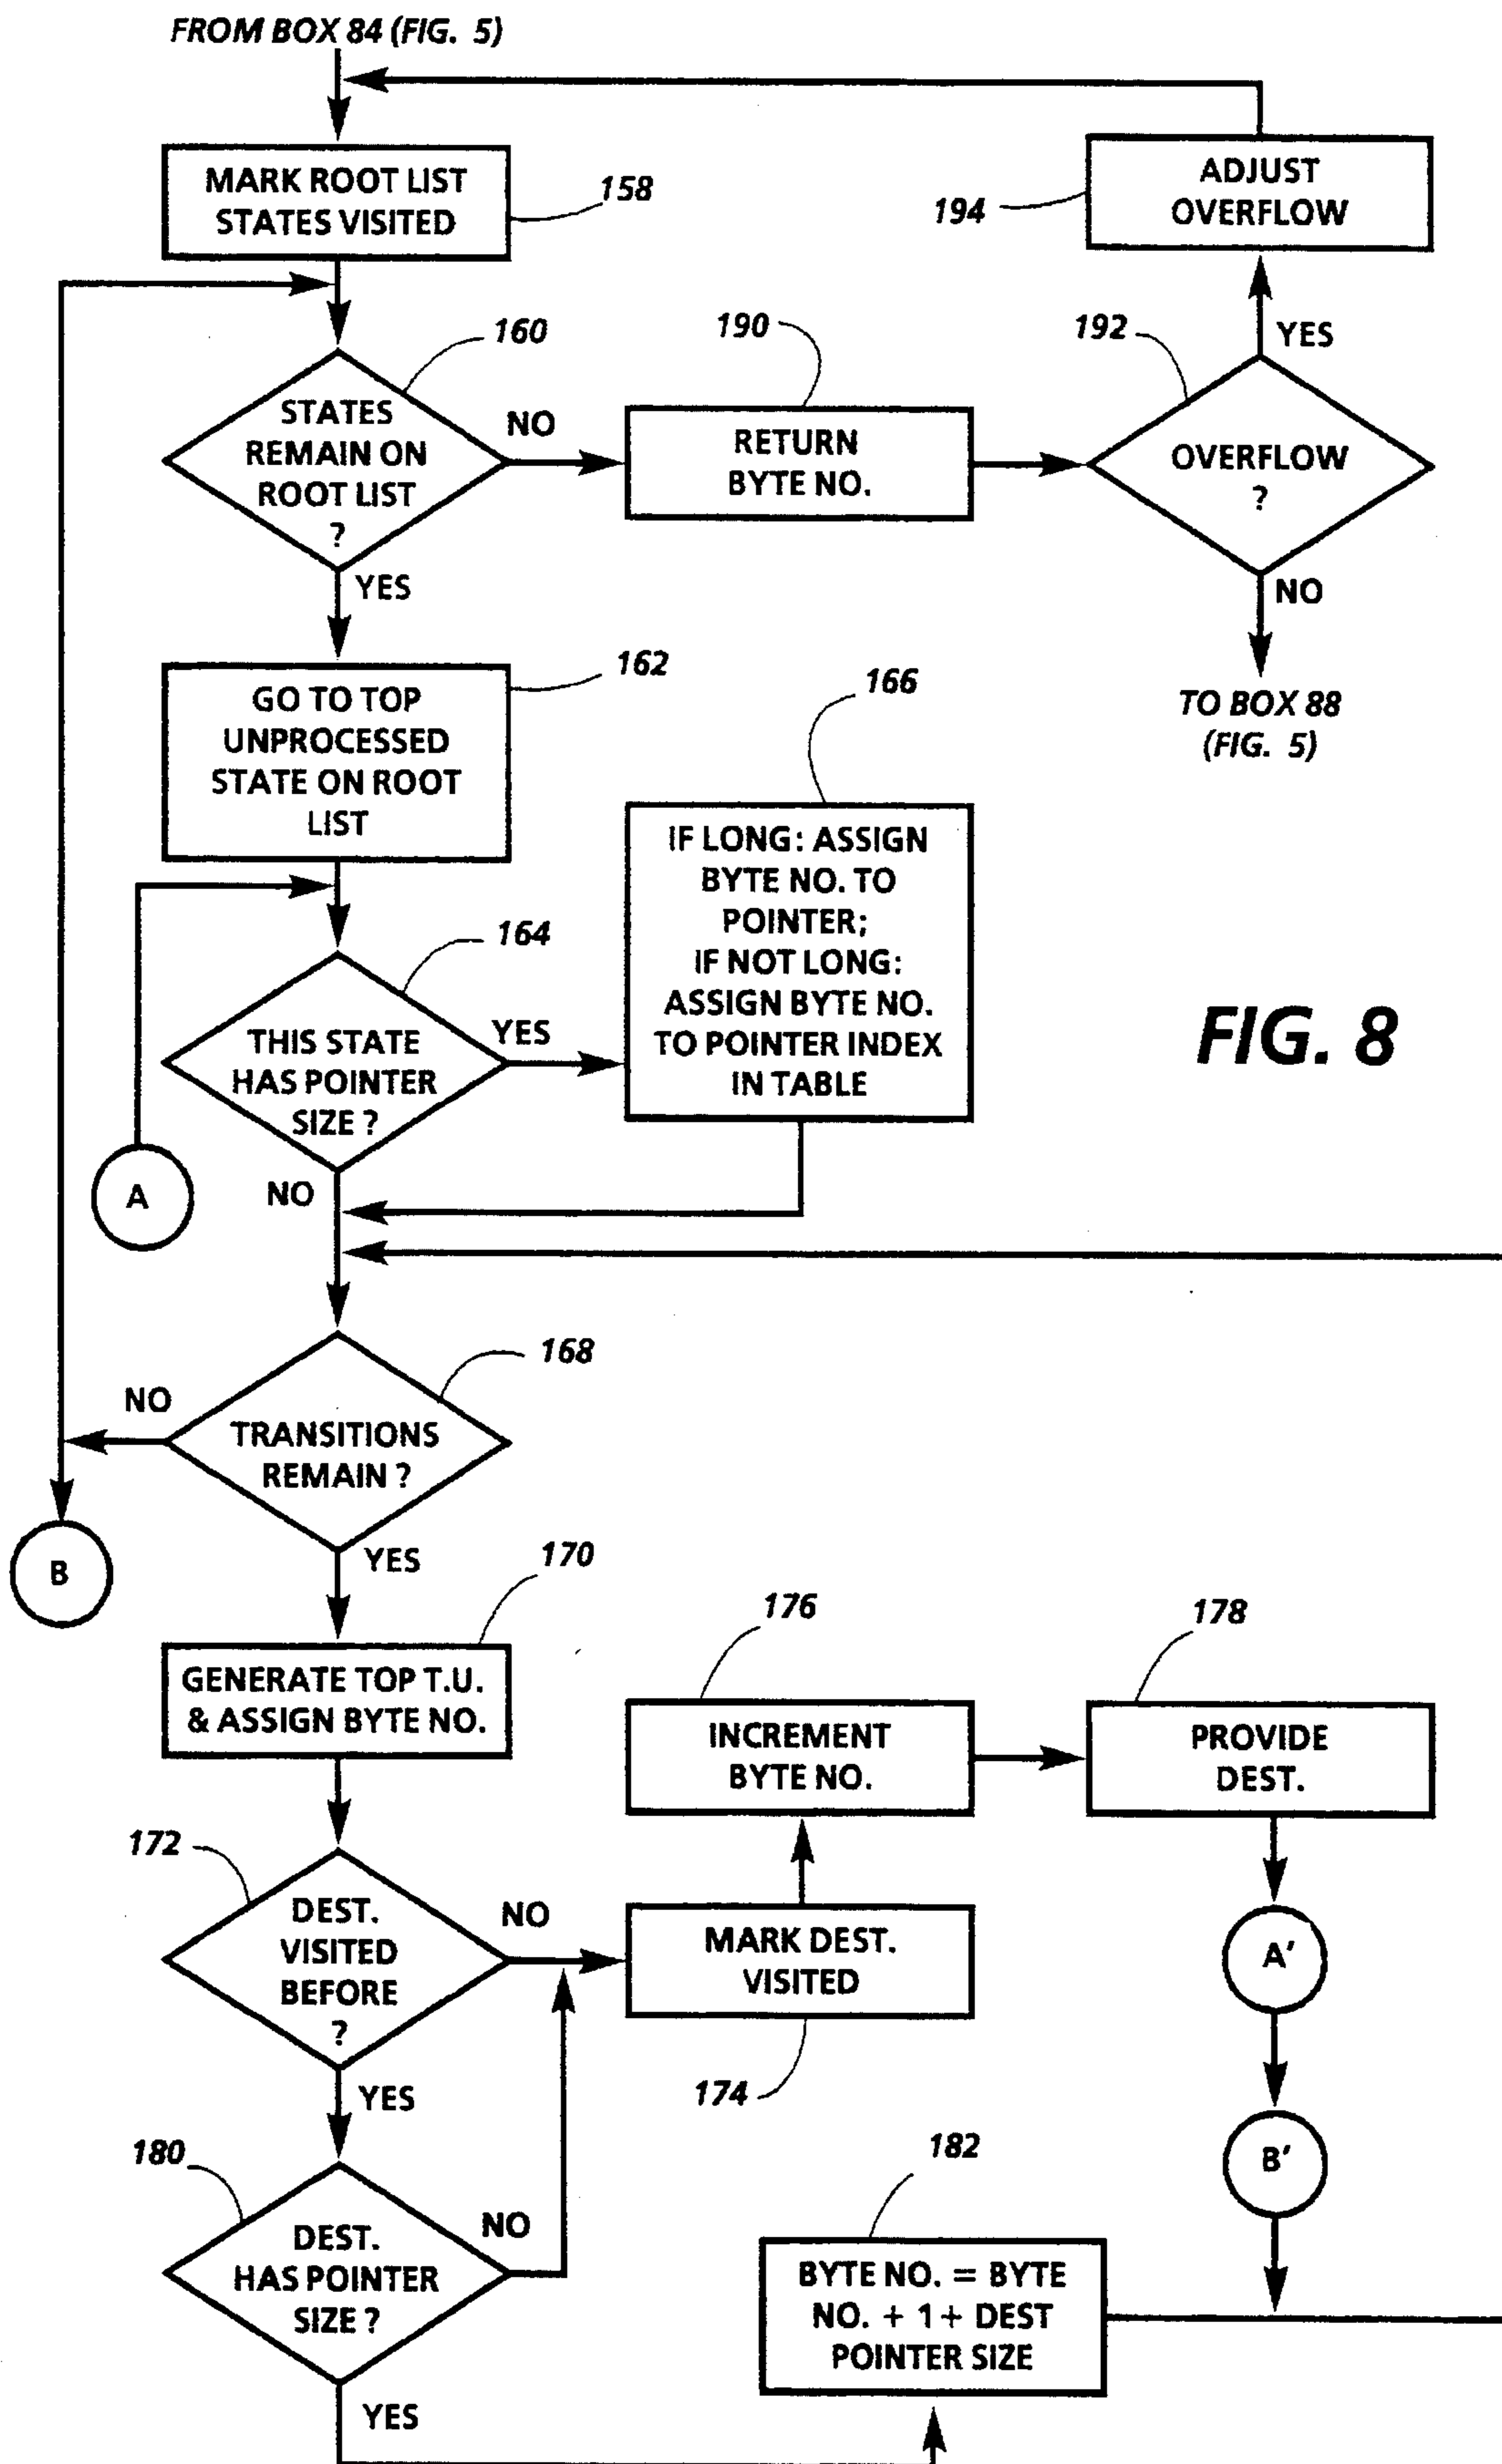 FROM BOX 84 (FIG. 5)
MARK ROOT LIST
STATES VISITED
158
ADJUST
OVERFLOW
194
160
190
192
YES
STATES
REMAIN ON
ROOT LIST
?
NO
RETURN
BYTE NO.
OVERFLOW
?
YES
NO
162
GO TO TOP
UNPROCESSED
STATE ON ROOT
LIST
166
TO BOX 88
(FIG. 5)
IF LONG: ASSIGN
BYTE NO. TO
POINTER;
IF NOT LONG:
ASSIGN BYTE NO.
TO POINTER INDEX
IN TABLE
164
THIS STATE
HAS POINTER
SIZE ?
YES
FIG. 8
A
NO
168
NO
TRANSITIONS
REMAIN ?
B
YES
170
GENERATE TOP T.U.
& ASSIGN BYTE NO.
176
INCREMENT
BYTE NO.
178
PROVIDE
DEST.
172
DEST.
VISITED
BEFORE
?
NO
MARK DEST.
VISITED
174
A'
YES
180
DEST.
HAS POINTER
SIZE ?
NO
B'
182
BYTE NO. = BYTE
NO. + 1 + DEST
POINTER SIZE
YES